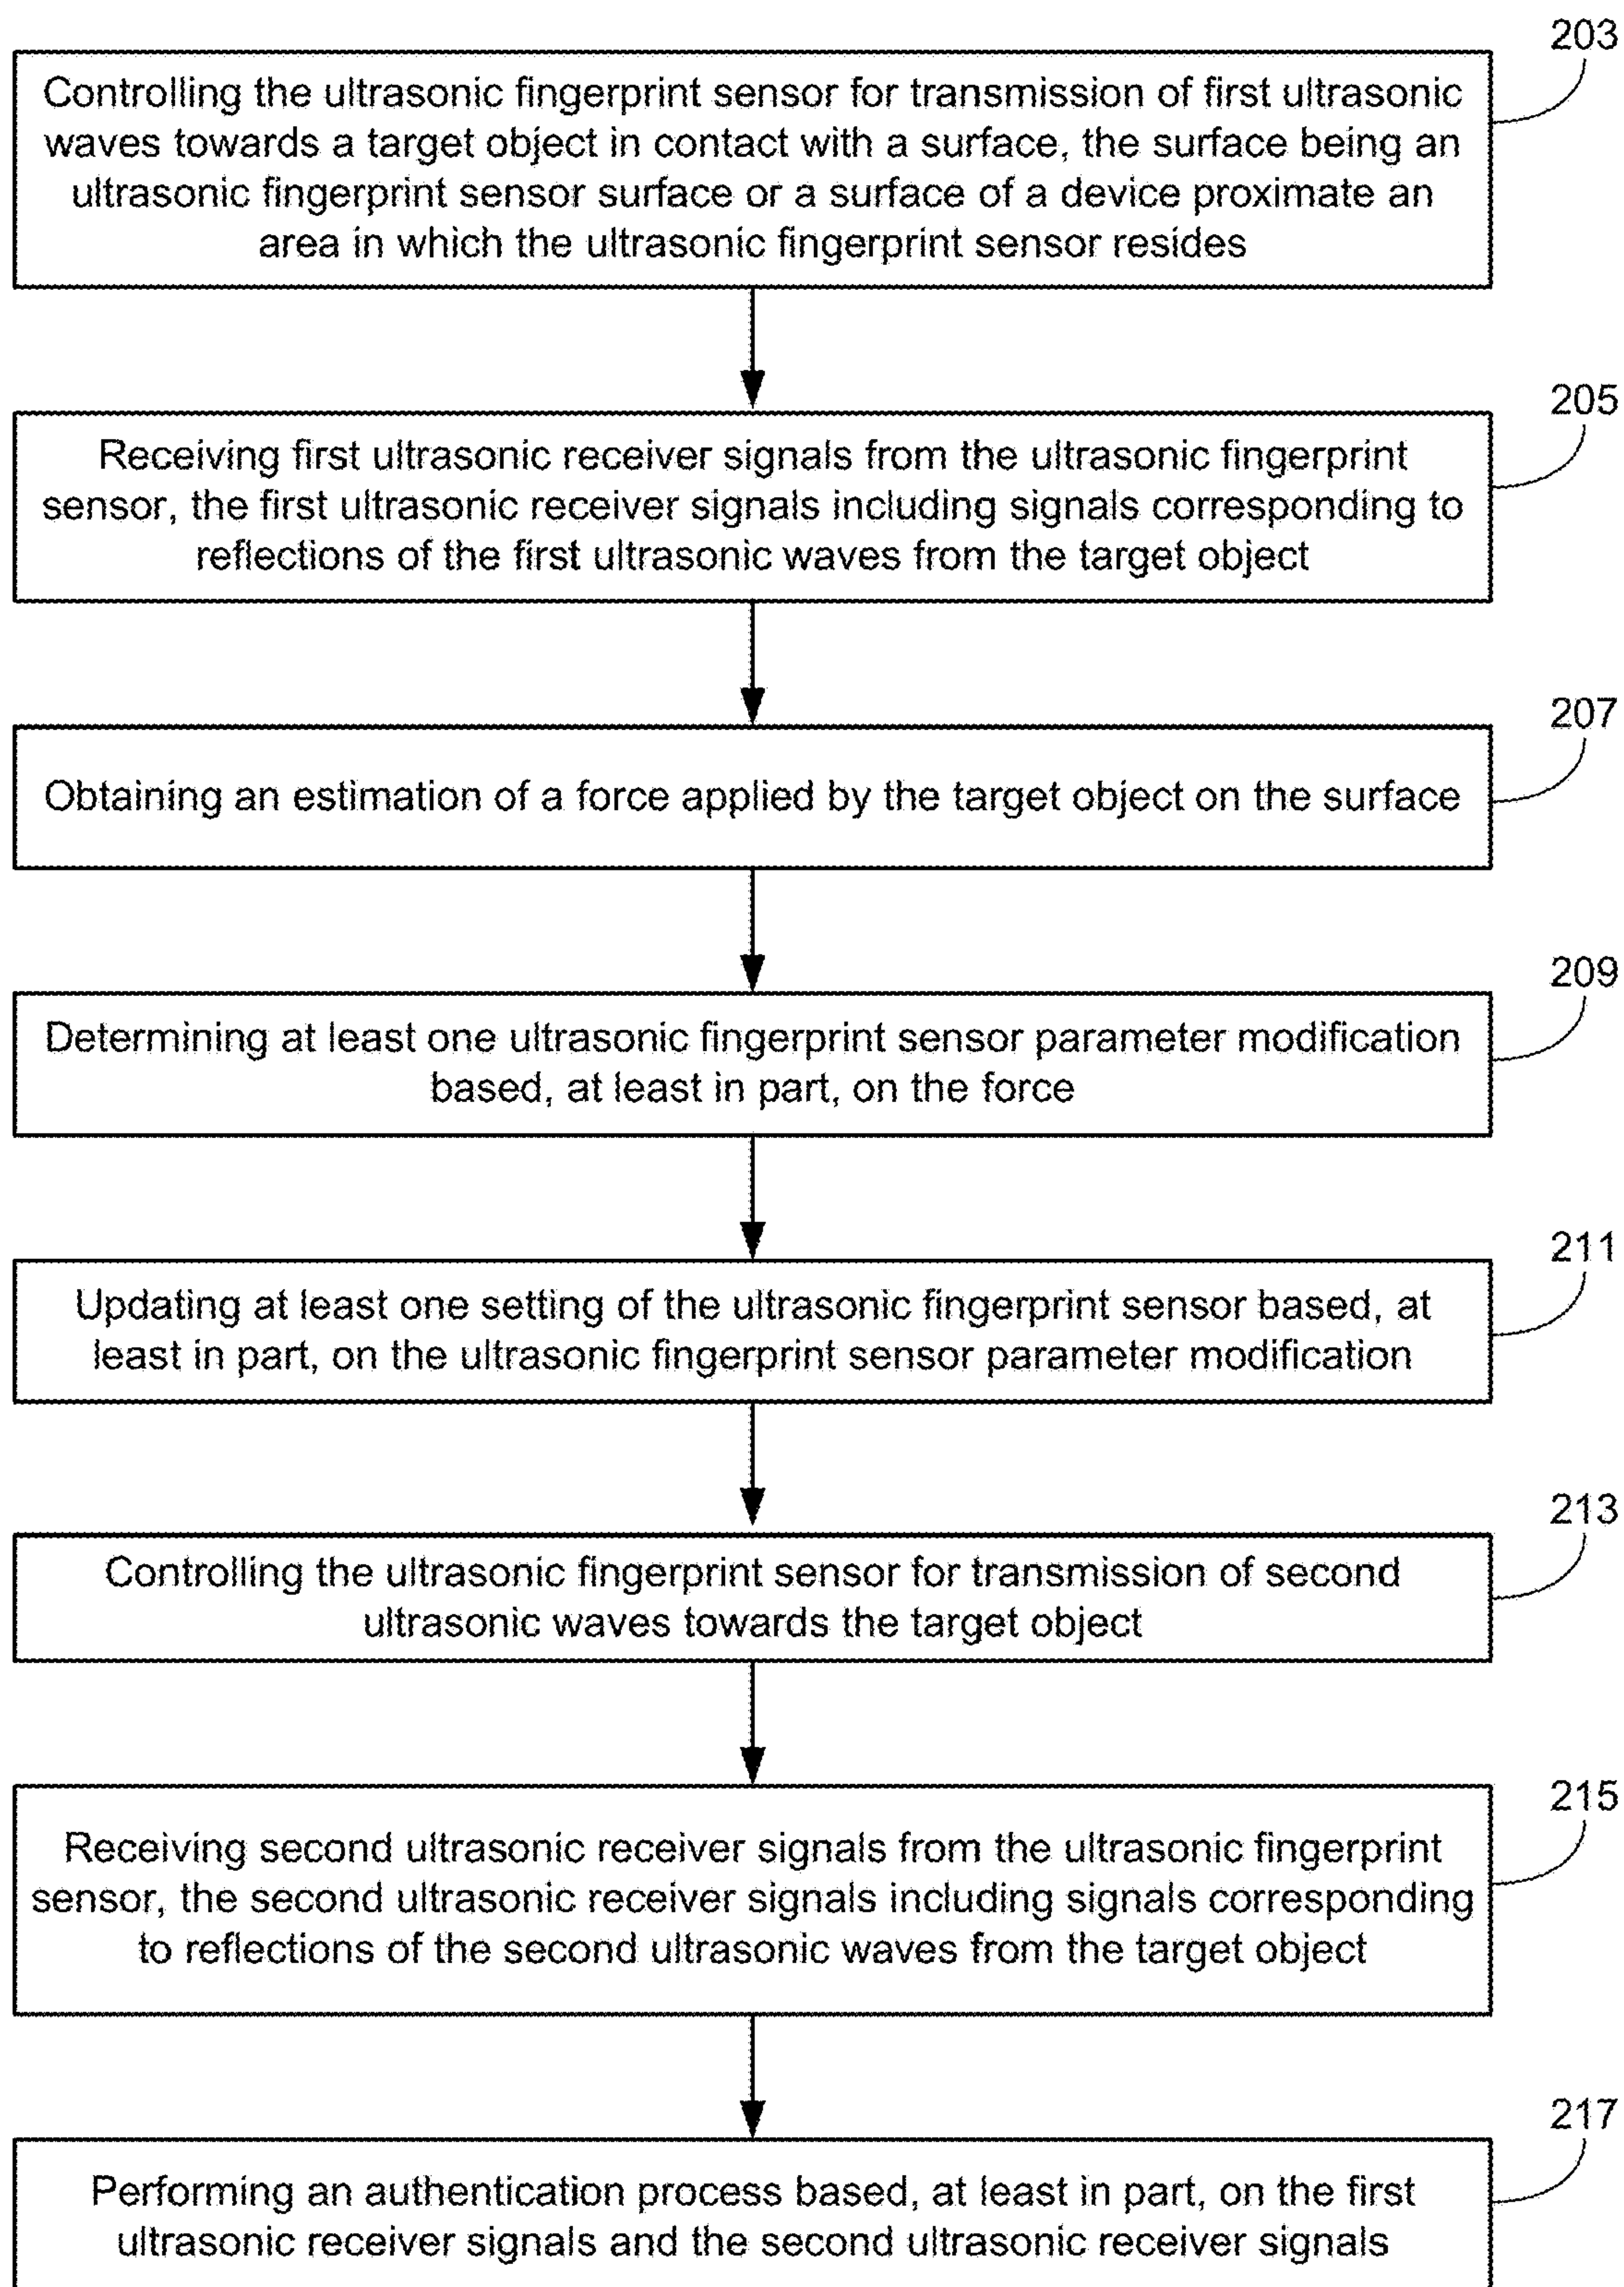 203
Controlling the ultrasonic fingerprint sensor for transmission of first ultrasonic
waves towards a target object in contact with a surface, the surface being an
ultrasonic fingerprint sensor surface or a surface of a device proximate an
area in which the ultrasonic fingerprint sensor resides
205
Receiving first ultrasonic receiver signals from the ultrasonic fingerprint
sensor, the first ultrasonic receiver signals including signals corresponding to
reflections of the first ultrasonic waves from the target object
207
Obtaining an estimation of a force applied by the target object on the surface
209
Determining at least one ultrasonic fingerprint sensor parameter modification
based, at least in part, on the force
211
Updating at least one setting of the ultrasonic fingerprint sensor based, at
least in part, on the ultrasonic fingerprint sensor parameter modification
213
Controlling the ultrasonic fingerprint sensor for transmission of second
ultrasonic waves towards the target object
215
Receiving second ultrasonic receiver signals from the ultrasonic fingerprint
sensor, the second ultrasonic receiver signals including signals corresponding
to reflections of the second ultrasonic waves from the target object
217
Performing an authentication process based, at least in part, on the first
ultrasonic receiver signals and the second ultrasonic receiver signals